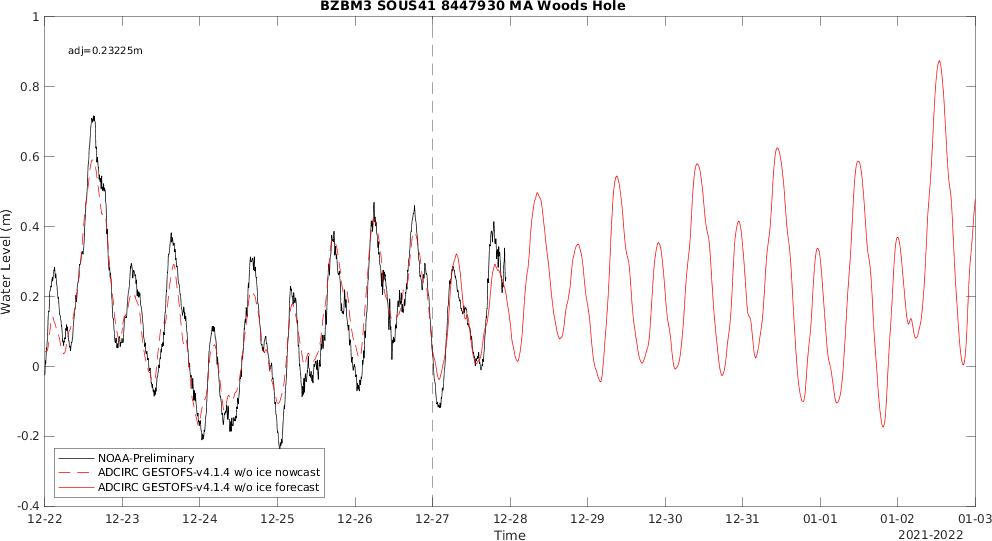 BZBM3 SOUS41 8447930 MA Woods Hole
adj=0.23225m
Water Level (m)
1
0.8
0.6
0.4
0.2
0
-0.2
-0.4
NOAA-Preliminary
ADCIRC GESTOFS-v4.1.4 w/o ice nowcast
ADCIRC GESTOFS-v4.1.4 w/o ice forecast
12-22 12-23 12-24 12-25 12-26 12-27 12-28 12-29 12-30 12-31 01-01 01-02 01-03
Time
2021-2022